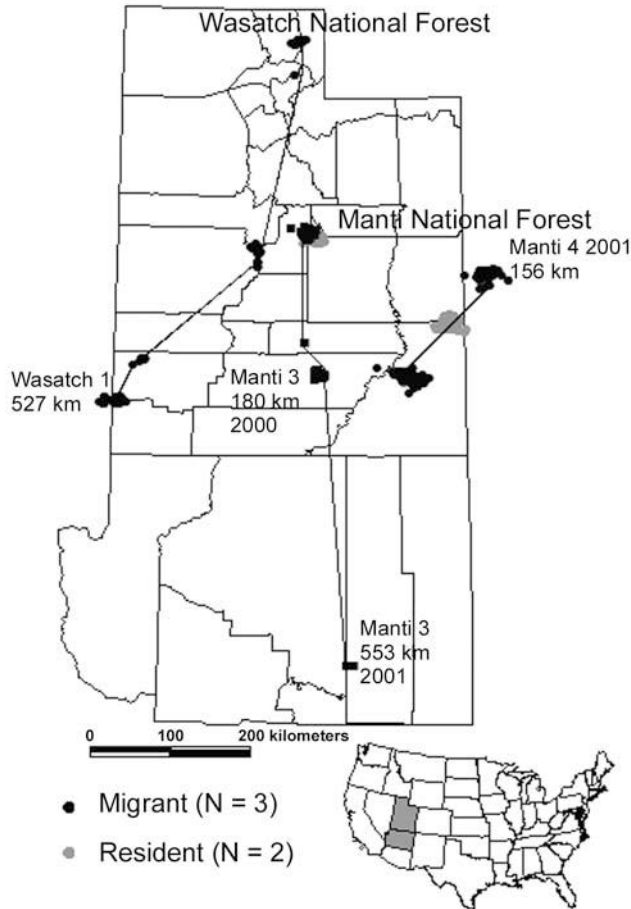 Wasatch National Forest
Manti National Forest
Manti 4 2001
156 km
Wasatch 1
527 km
Manti 3
180 km
2000
Manti 3
553 km
2001
0 100 200 kilometers
Migrant (N = 3)
Resident (N = 2)